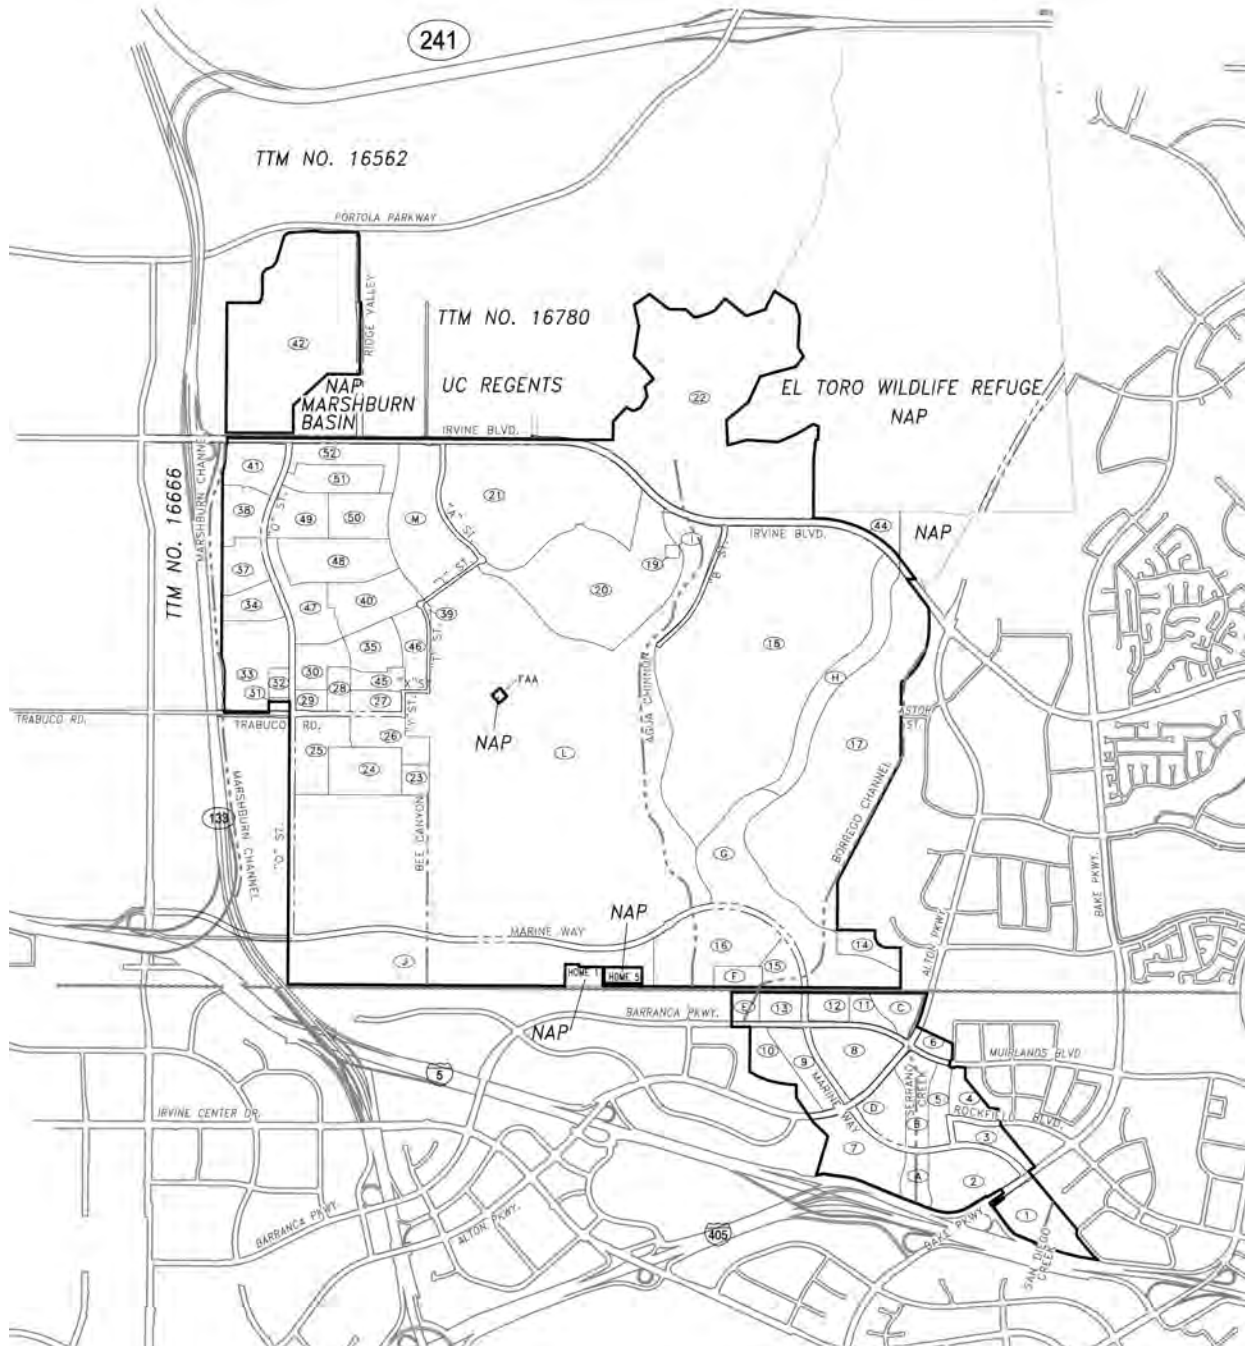 241
TTM NO. 16562
PORTOLA PARKWAY
RIDGE VALLEY
TTM NO. 16780
42
NAP
MARSHBURN
BASIN
UC REGENTS
22
EL TORO WILDLIFE REFUGE
NAP
IRVINE BLVD.
MARSHBURN CHANNEL
TTM NO. 16666
52
41
51
21
38
"O" ST.
49
50
M
"A" ST.
44
NAP
IRVINE BLVD.
I
"B" ST.
19
48
37
"J" ST.
20
40
34
47
39
35
46
"T" ST.
18
AGUA CHINNON
33
32
30
45
"X" ST.
H
31
28
FAA
29
27
"Y" ST.
TRABUCO RD.
TRABUCO RD.
ASTOR
ST.
26
NAP
25
L
17
24
23
MARSHBURN CHANNEL
133
BEE CANYON
BORREGO CHANNEL
"O" ST.
G
BAKE PKWY.
NAP
ALTON PKWY.
MARINE WAY
16
14
J
15
HOME 1
HOME 5
F
E
13
12
11
C
BARRANCA PKWY.
NAP
6
10
8
MUIRLANDS BLVD
9
5
SERRANO
CREEK
5
4
MARINE WAY
D
ROCKFIELD BLVD.
IRVINE CENTER DR.
B
3
7
A
2
1
BARRANCA PKWY.
ALTON PKWY.
405
BAKE PKWY.
SAN DIEGO
CREEK